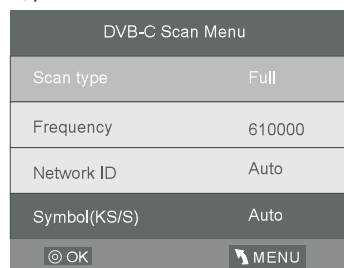 DVB-C Scan Menu
Scan type Full
Frequency 610000
Network ID Auto
Symbol(KS/S) Auto
OK MENU